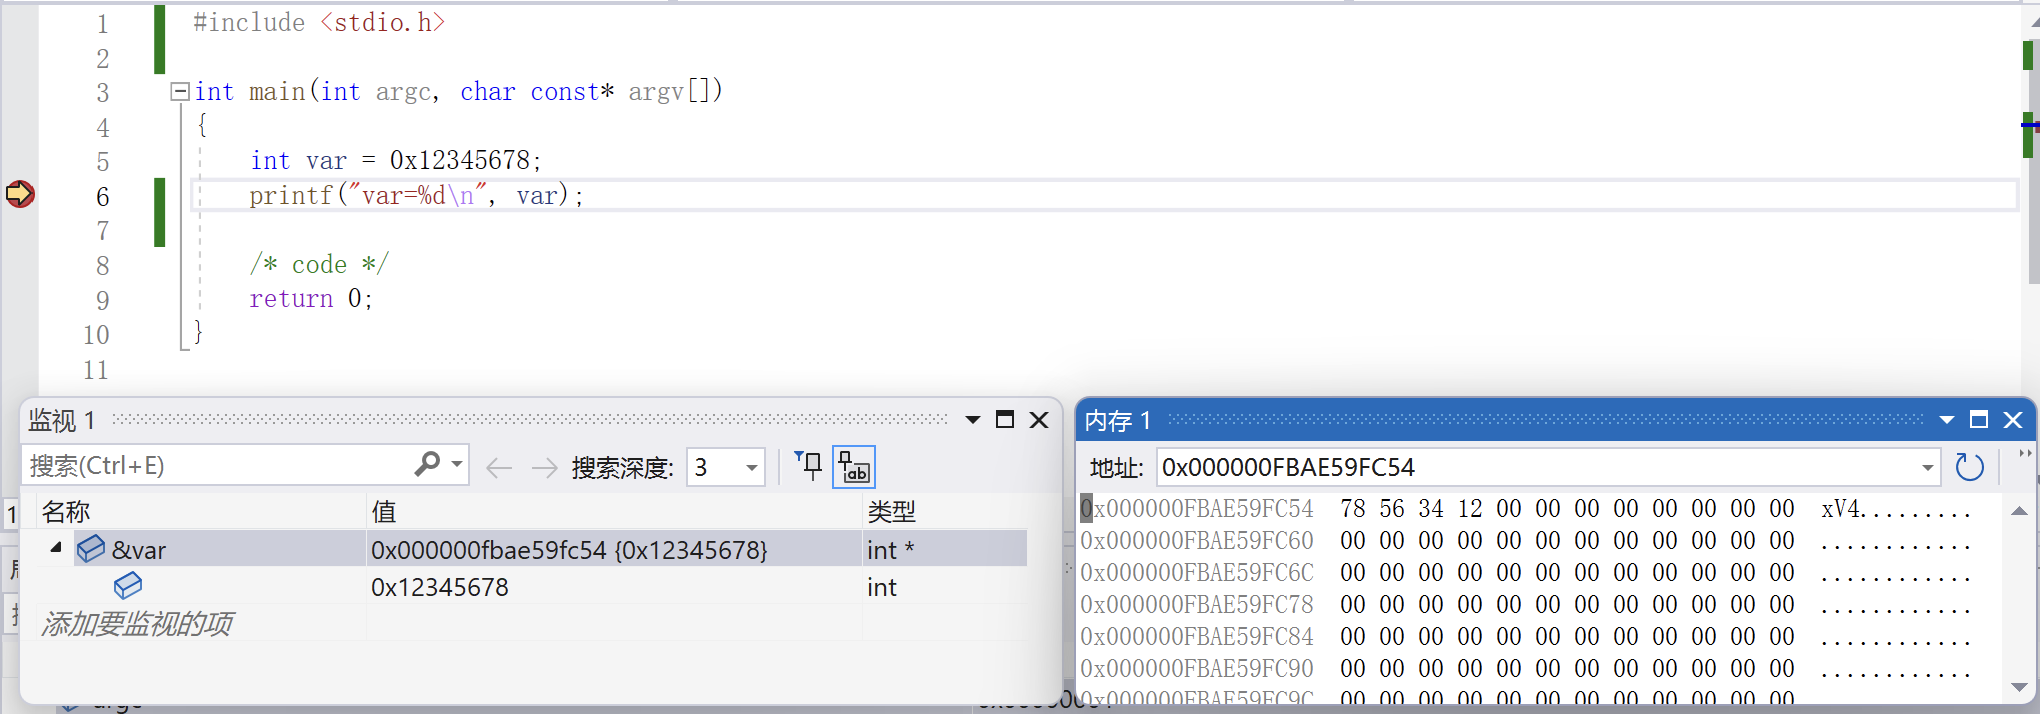 1 #include <stdio.h>
2
3 int main(int argc, char const* argv[])
4 {
5 int var = 0x12345678;
6 printf("var=%d\n", var);
7
8 /* code */
9 return 0;
10 }
11
监视 1
搜索(Ctrl+E) 搜索深度: 3
名称 值 类型
&var 0x000000fbae59fc54 {0x12345678} int *
0x12345678 int
添加要监视的项
内存 1
地址: 0x000000FBAE59FC54
0x000000FBAE59FC54 78 56 34 12 00 00 00 00 00 00 00 00 xV4.........
0x000000FBAE59FC60 00 00 00 00 00 00 00 00 00 00 00 00 ............
0x000000FBAE59FC6C 00 00 00 00 00 00 00 00 00 00 00 00 ............
0x000000FBAE59FC78 00 00 00 00 00 00 00 00 00 00 00 00 ............
0x000000FBAE59FC84 00 00 00 00 00 00 00 00 00 00 00 00 ............
0x000000FBAE59FC90 00 00 00 00 00 00 00 00 00 00 00 00 ............
0x000000FBAE59FC9C 00 00 00 00 00 00 00 00 00 00 00 00